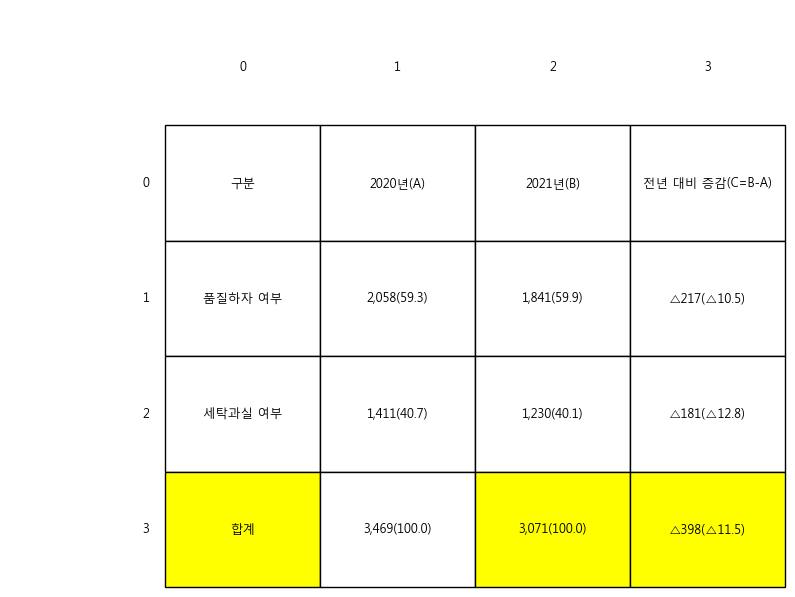 0 1 2 3
0 구분 2020년(A) 2021년(B) 전년 대비 증감(C=B-A)
1 품질하자 여부 2,058(59.3) 1,841(59.9) △217(△10.5)
2 세탁과실 여부 1,411(40.7) 1,230(40.1) △181(△12.8)
3 합계 3,469(100.0) 3,071(100.0) △398(△11.5)